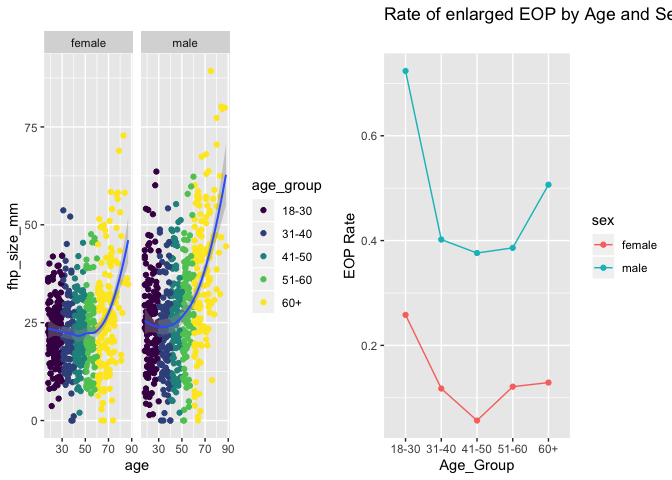 Rate of enlarged EOP by Age and Se
female
male
fhp_size_mm
75
50
25
0
30
50
70
90
30
50
70
90
age
age_group
18-30
31-40
41-50
51-60
60+
EOP Rate
0.6
0.4
0.2
18-30
31-40
41-50
51-60
60+
Age_Group
sex
female
male